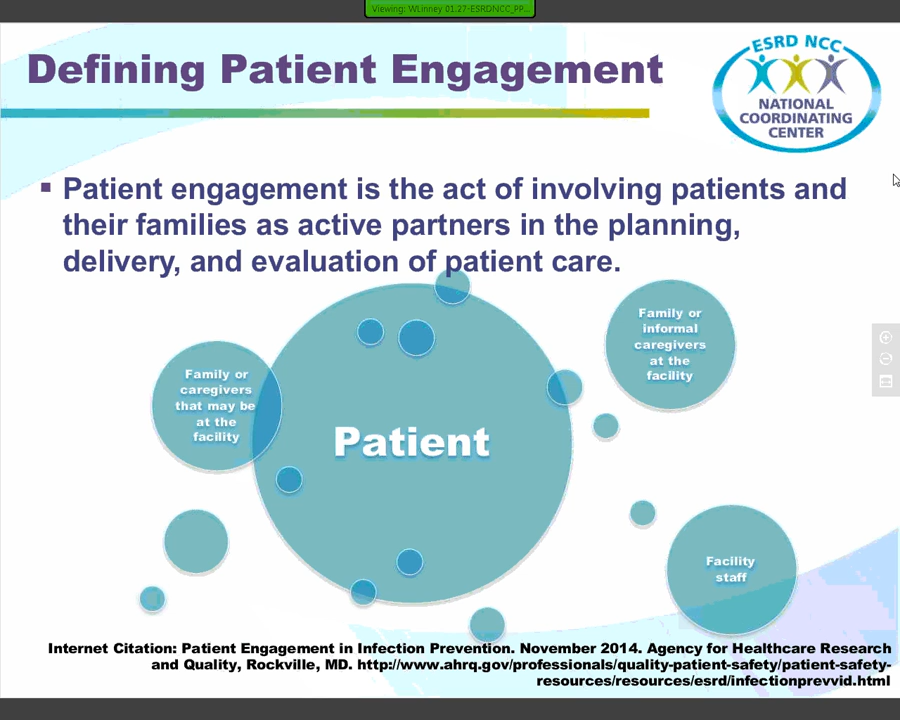 Viewing: WLinney 01.27-ESRDNCC_PP...
Defining Patient Engagement
ESRD NCC
NATIONAL
COORDINATING
CENTER
Patient engagement is the act of involving patients and
their families as active partners in the planning,
delivery, and evaluation of patient care.
Family or
informal
caregivers
at the
facility
Family or
caregivers
that may be
at the
facility
Patient
Facility
staff
Internet Citation: Patient Engagement in Infection Prevention. November 2014. Agency for Healthcare Research
and Quality, Rockville, MD. http://www.ahrq.gov/professionals/quality-patient-safety/patient-safety-
resources/resources/esrd/infectionprevvid.html